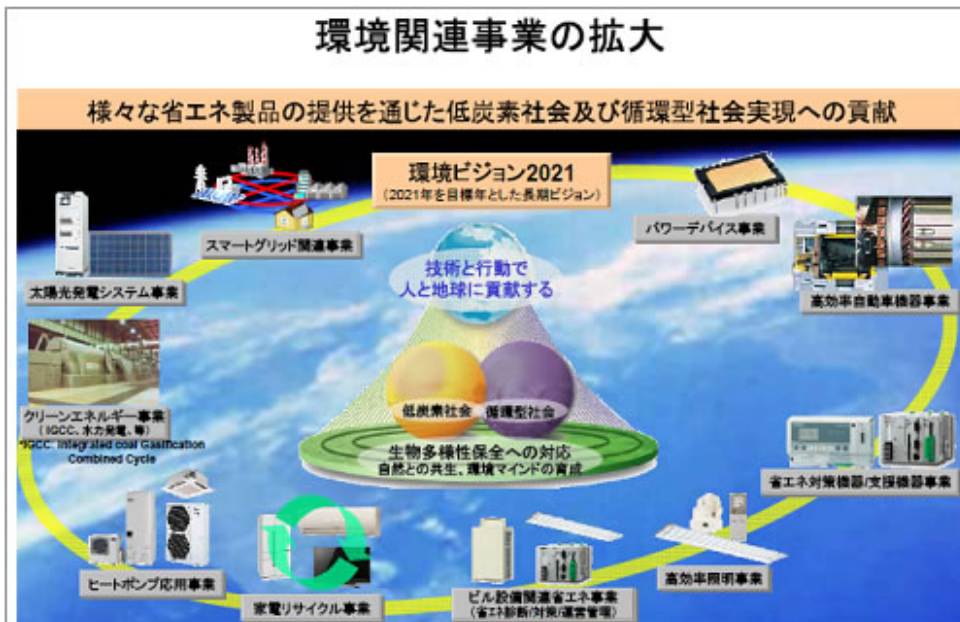 環境関連事業の拡大
様々な省エネ製品の提供を通じた低炭素社会及び循環型社会実現への貢献
環境ビジョン2021
(2021年を目標年とした長期ビジョン)
スマートグリッド関連事業
パワーデバイス事業
太陽光発電システム事業
技術と行動で
人と地球に貢献する
高効率自動車機器事業
クリーンエネルギー事業
(IGCC、水力発電、等)
*IGCC: Integrated coal Gasification
Combined Cycle
低炭素社会
循環型社会
生物多様性保全への対応
自然との共生、環境マインドの育成
省エネ対策機器/支援機器事業
ヒートポンプ応用事業
家電リサイクル事業
ビル設備関連省エネ事業
(省エネ診断/対策/運営管理)
高効率照明事業